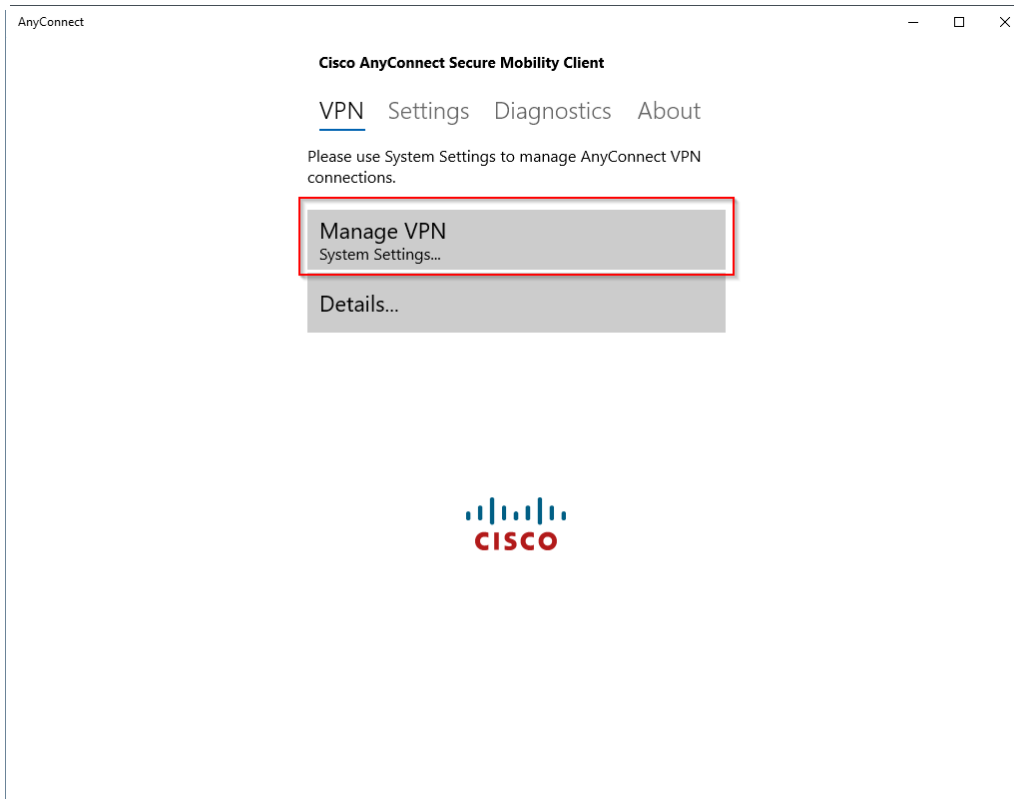 AnyConnect
Cisco AnyConnect Secure Mobility Client
VPN Settings Diagnostics About
Please use System Settings to manage AnyConnect VPN
connections.
Manage VPN
System Settings...
Details...
CISCO